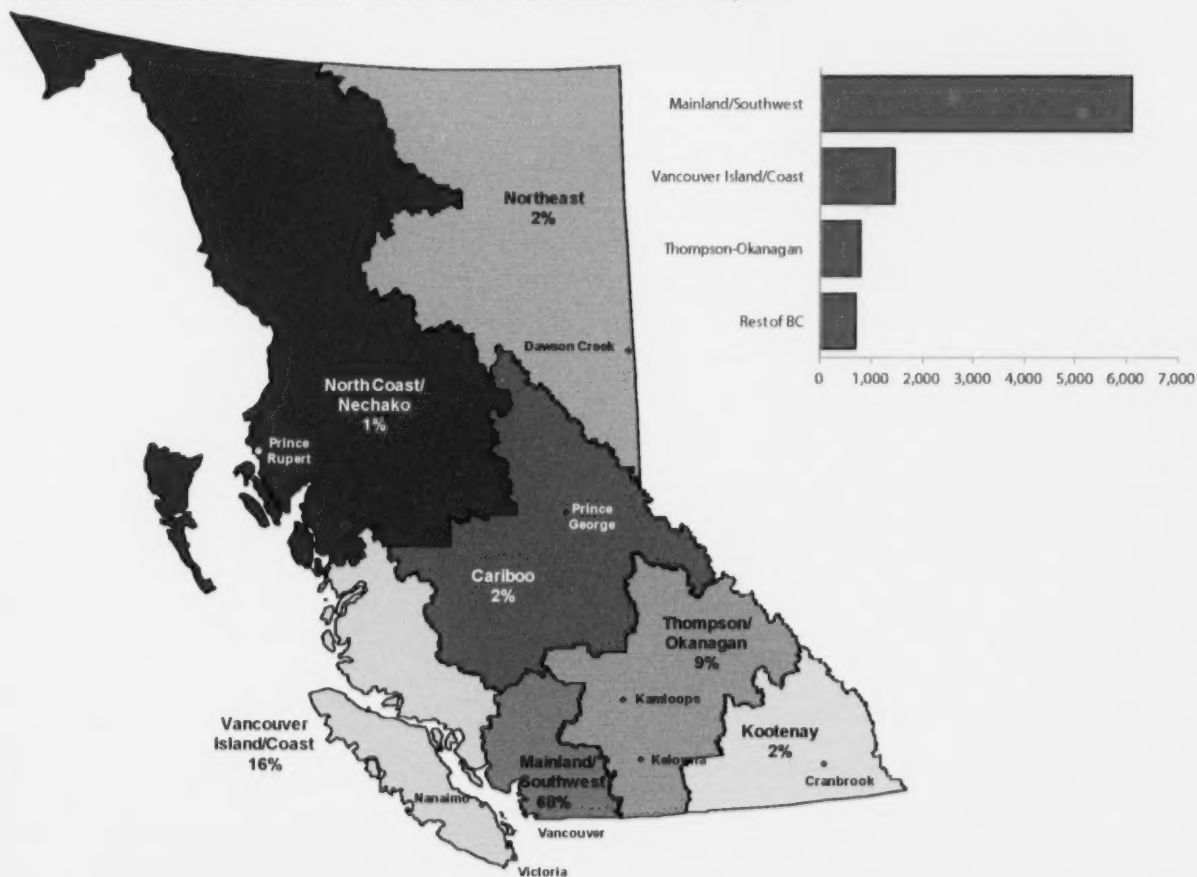 Mainland/Southwest
Vancouver Island/Coast
Thompson-Okanagan
Rest of BC
0 1,000 2,000 3,000 4,000 5,000 6,000 7,000
Northeast
2%
Dawson Creek
North Coast/
Nechako
1%
Prince
Rupert
Prince
George
Cariboo
2%
Thompson/
Okanagan
9%
Kamloops
Vancouver
Island/Coast
16%
Kootenay
2%
Kelowna
Cranbrook
Mainland/
Southwest
68%
Nanaimo
Vancouver
Victoria